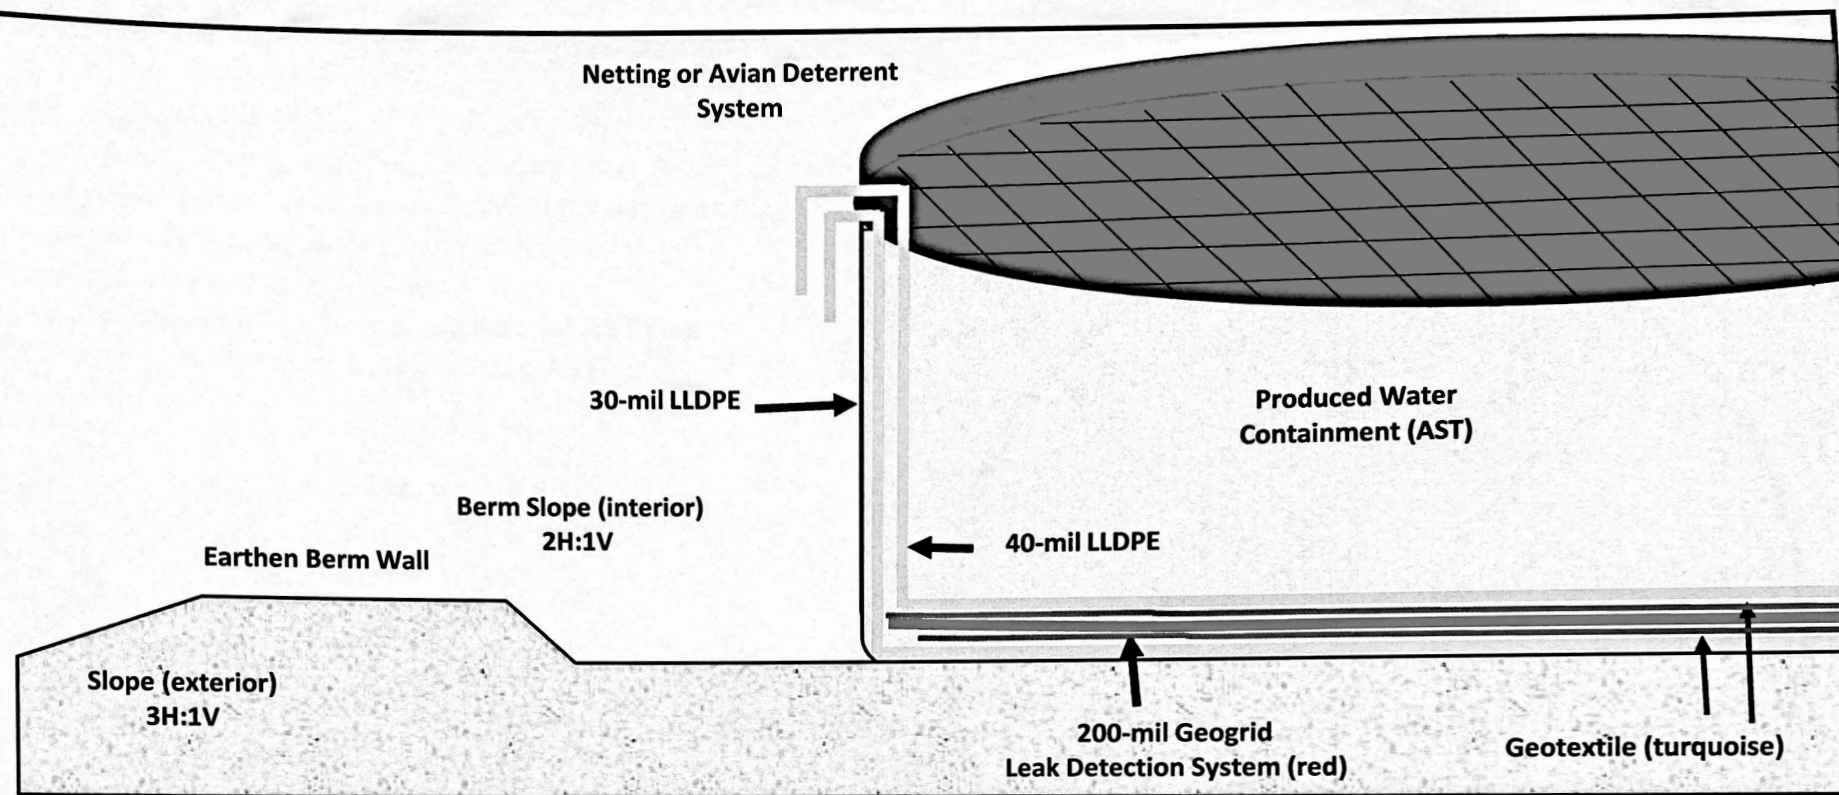 Netting or Avian Deterrent
System
30-mil LLDPE
Produced Water
Containment (AST)
Berm Slope (interior)
2H:1V
40-mil LLDPE
Earthen Berm Wall
Slope (exterior)
3H:1V
200-mil Geogrid
Leak Detection System (red)
Geotextile (turquoise)